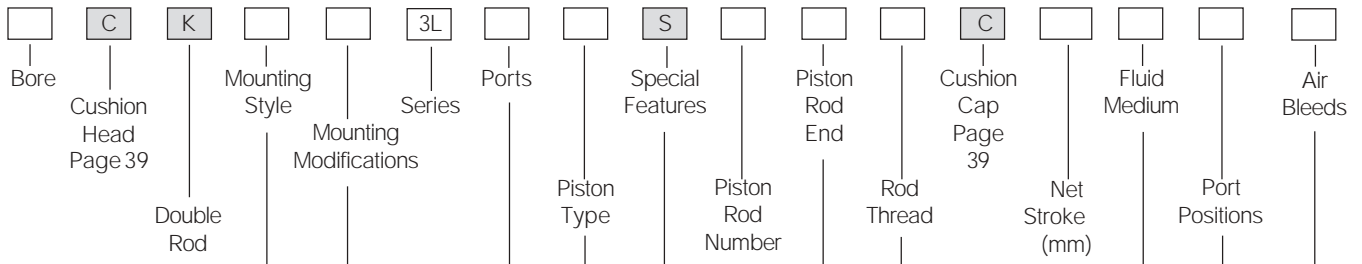 C K 3L S C
Bore
Cushion
Head
Page 39
Double
Rod
Mounting
Style
Mounting
Modifications
Series
Ports
Piston
Type
Special
Features
Piston
Rod
Number
Piston
Rod
End
Rod
Thread
Cushion
Cap
Page
39
Net
Stroke
(mm)
Fluid
Medium
Port
Positions
Air
Bleeds